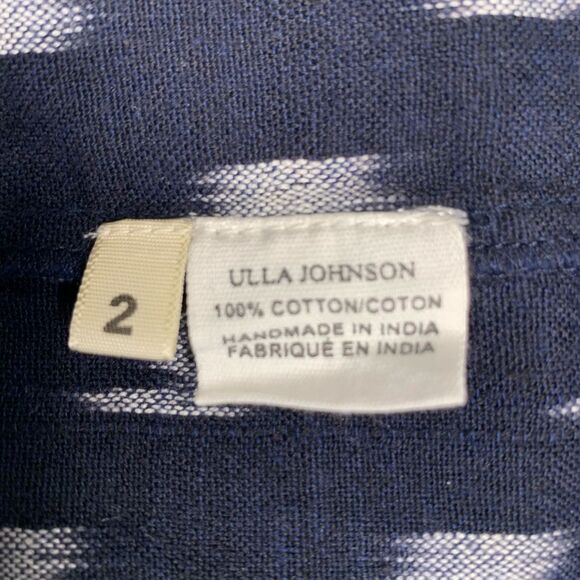 2
ULLA JOHNSON
100% COTTON/COTON
HANDMADE IN INDIA
FABRIQUÉ EN INDIA